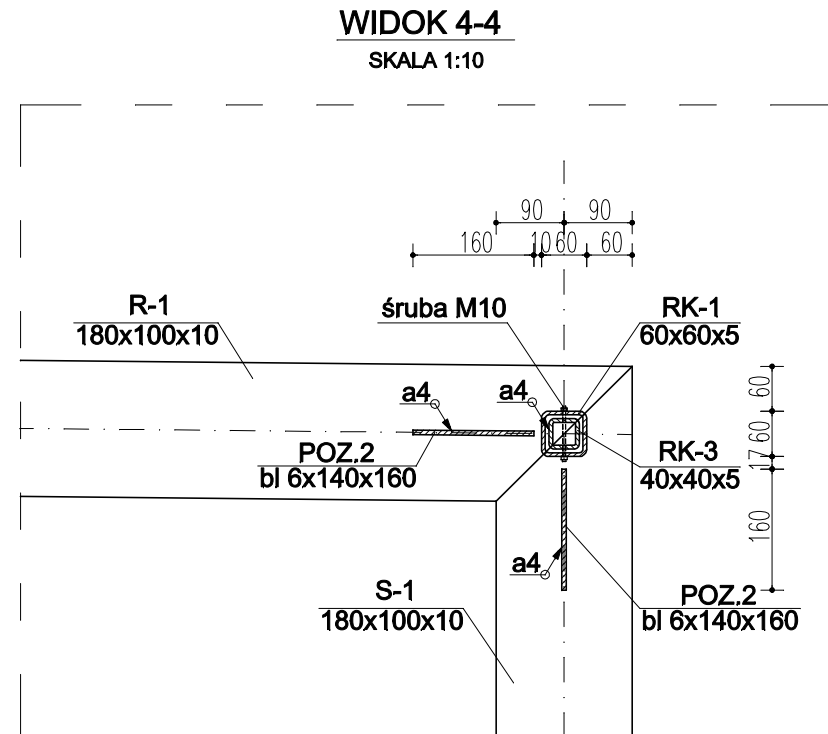 WIDOK 4-4
SKALA 1:10
90 90
160 10 60 60
R-1
180x100x10
śruba M10
RK-1
60x60x5
a4
a4
60
60
17
160
POZ.2
bl 6x140x160
RK-3
40x40x5
a4
S-1
180x100x10
POZ.2
bl 6x140x160